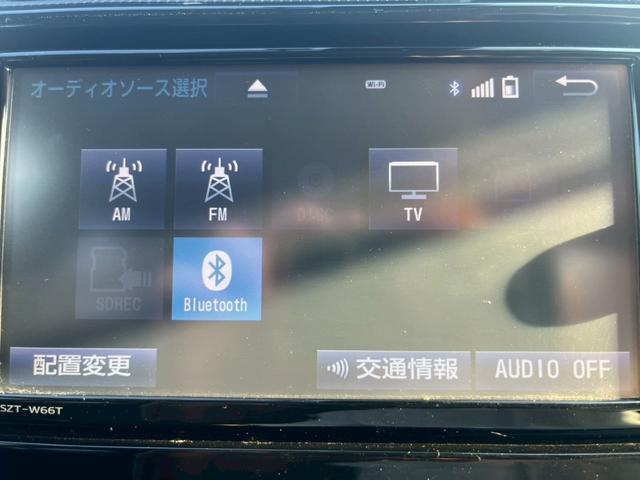 オーディオソース選択
Wi-Fi
AM
FM
DISC
TV
SDREC
Bluetooth
配置変更
交通情報
AUDIO OFF
SZT-W66T